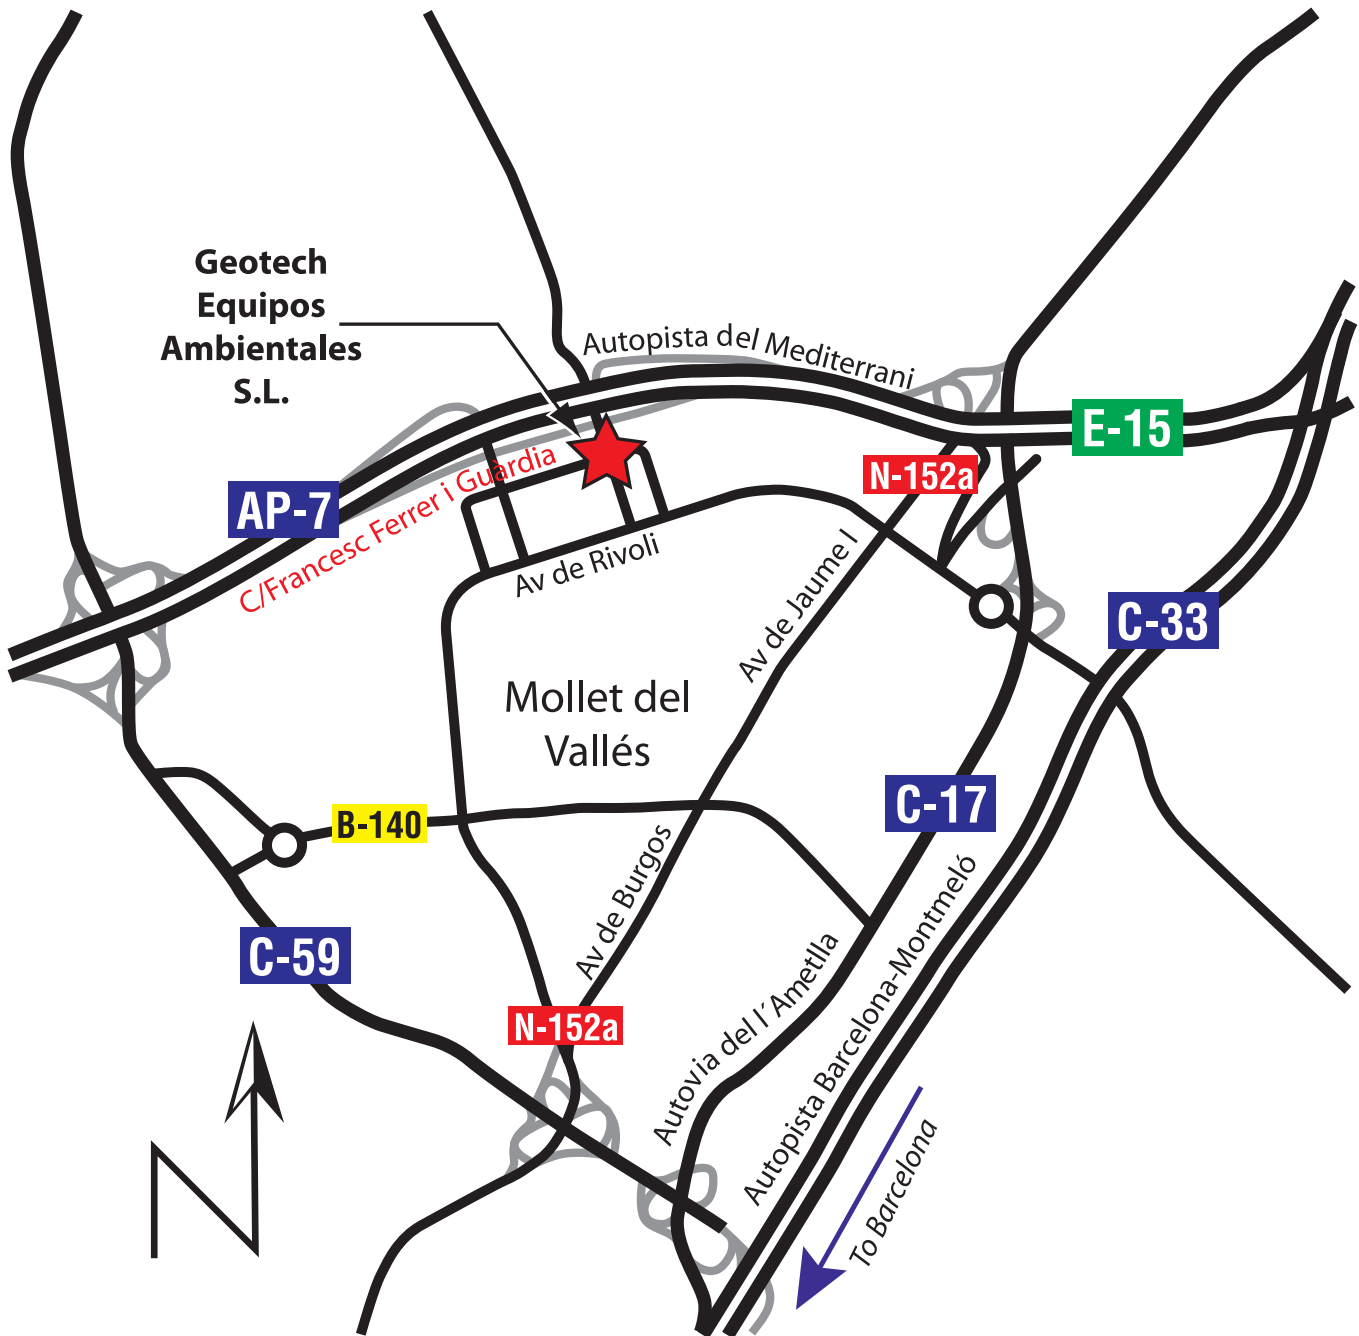 Geotech
Equipos
Ambientales
S.L.
Autopista del Mediterrani
E-15
N-152a
AP-7
C/Francesc Ferrer i Guàrdia
Av de Rivoli
Av de Jaume I
C-33
Mollet del
Vallés
C-17
B-140
Av de Burgos
C-59
Autopista Barcelona-Montmeló
Autovia del l´Ametlla
N-152a
To Barcelona
N